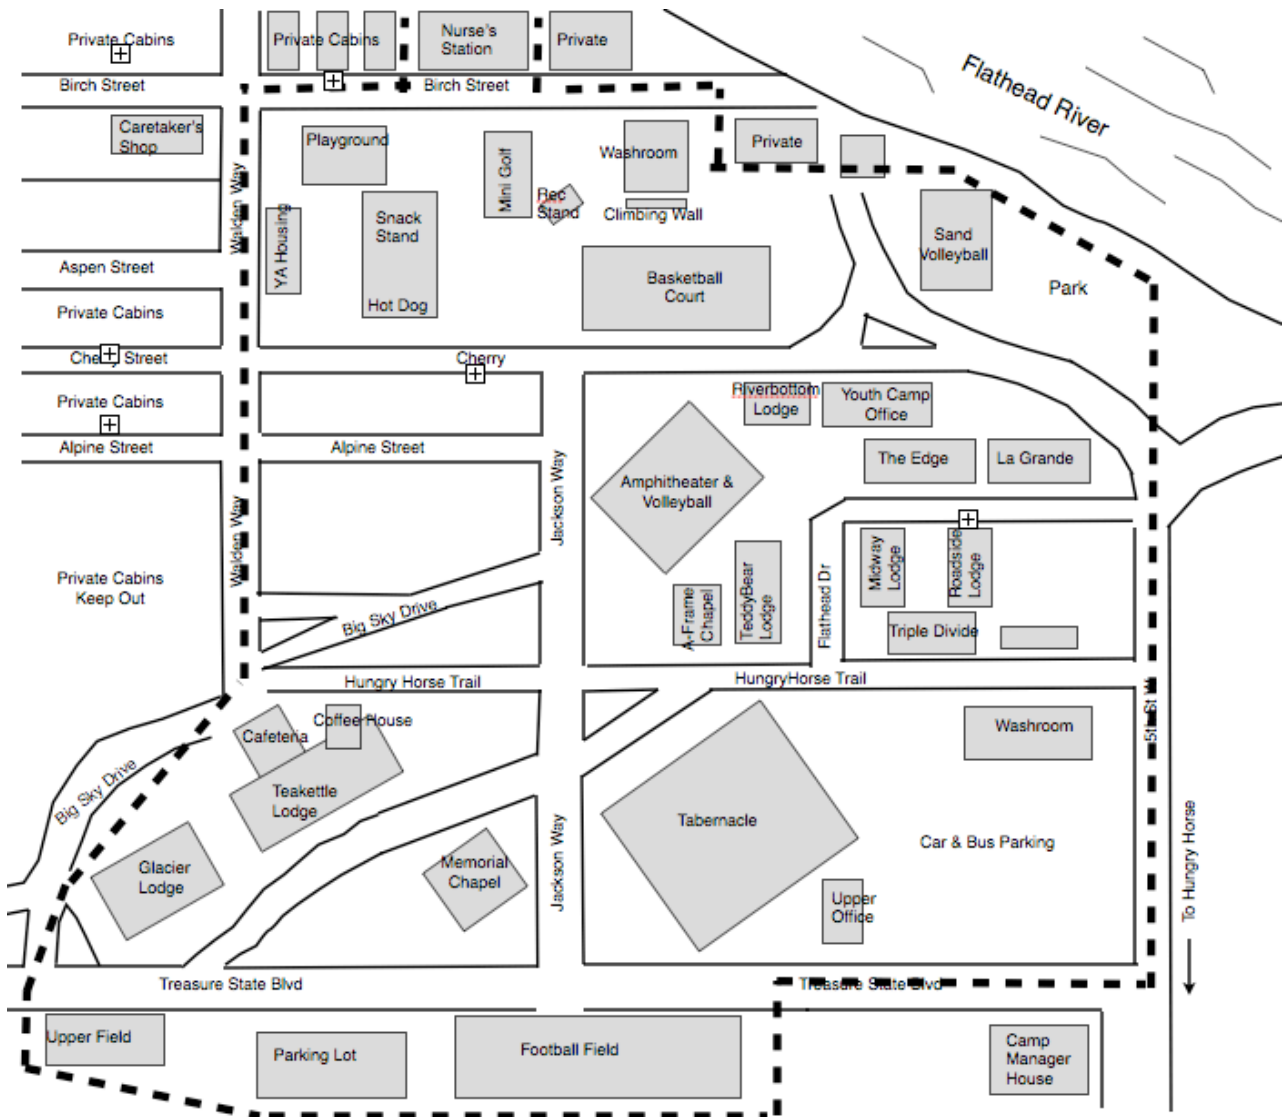 Private Cabins
Private Cabins
Nurse's
Station
Private
Birch Street
Birch Street
Flathead River
Caretaker's
Shop
Playground
Mini Golf
Washroom
Private
Rec
Stand
Climbing Wall
Walden Way
YA Housing
Snack
Stand
Hot Dog
Sand
Volleyball
Aspen Street
Basketball
Court
Park
Private Cabins
Cherry Street
Cherry
Private Cabins
Riverbottom
Lodge
Youth Camp
Office
Alpine Street
Alpine Street
The Edge
La Grande
Jackson Way
Amphitheater &
Volleyball
Walden Way
Private Cabins
Keep Out
Big Sky Drive
A-Frame
Chapel
TeddyBear
Lodge
Flathead Dr
Midway
Lodge
Roadside
Lodge
Triple Divide
Hungry Horse Trail
HungryHorse Trail
5th St W
Coffee House
Cafeteria
Washroom
Big Sky Drive
Teakettle
Lodge
Tabernacle
Car & Bus Parking
Glacier
Lodge
Memorial
Chapel
Jackson Way
Upper
Office
To Hungry Horse
Treasure State Blvd
Treasure State Blvd
Upper Field
Parking Lot
Football Field
Camp
Manager
House